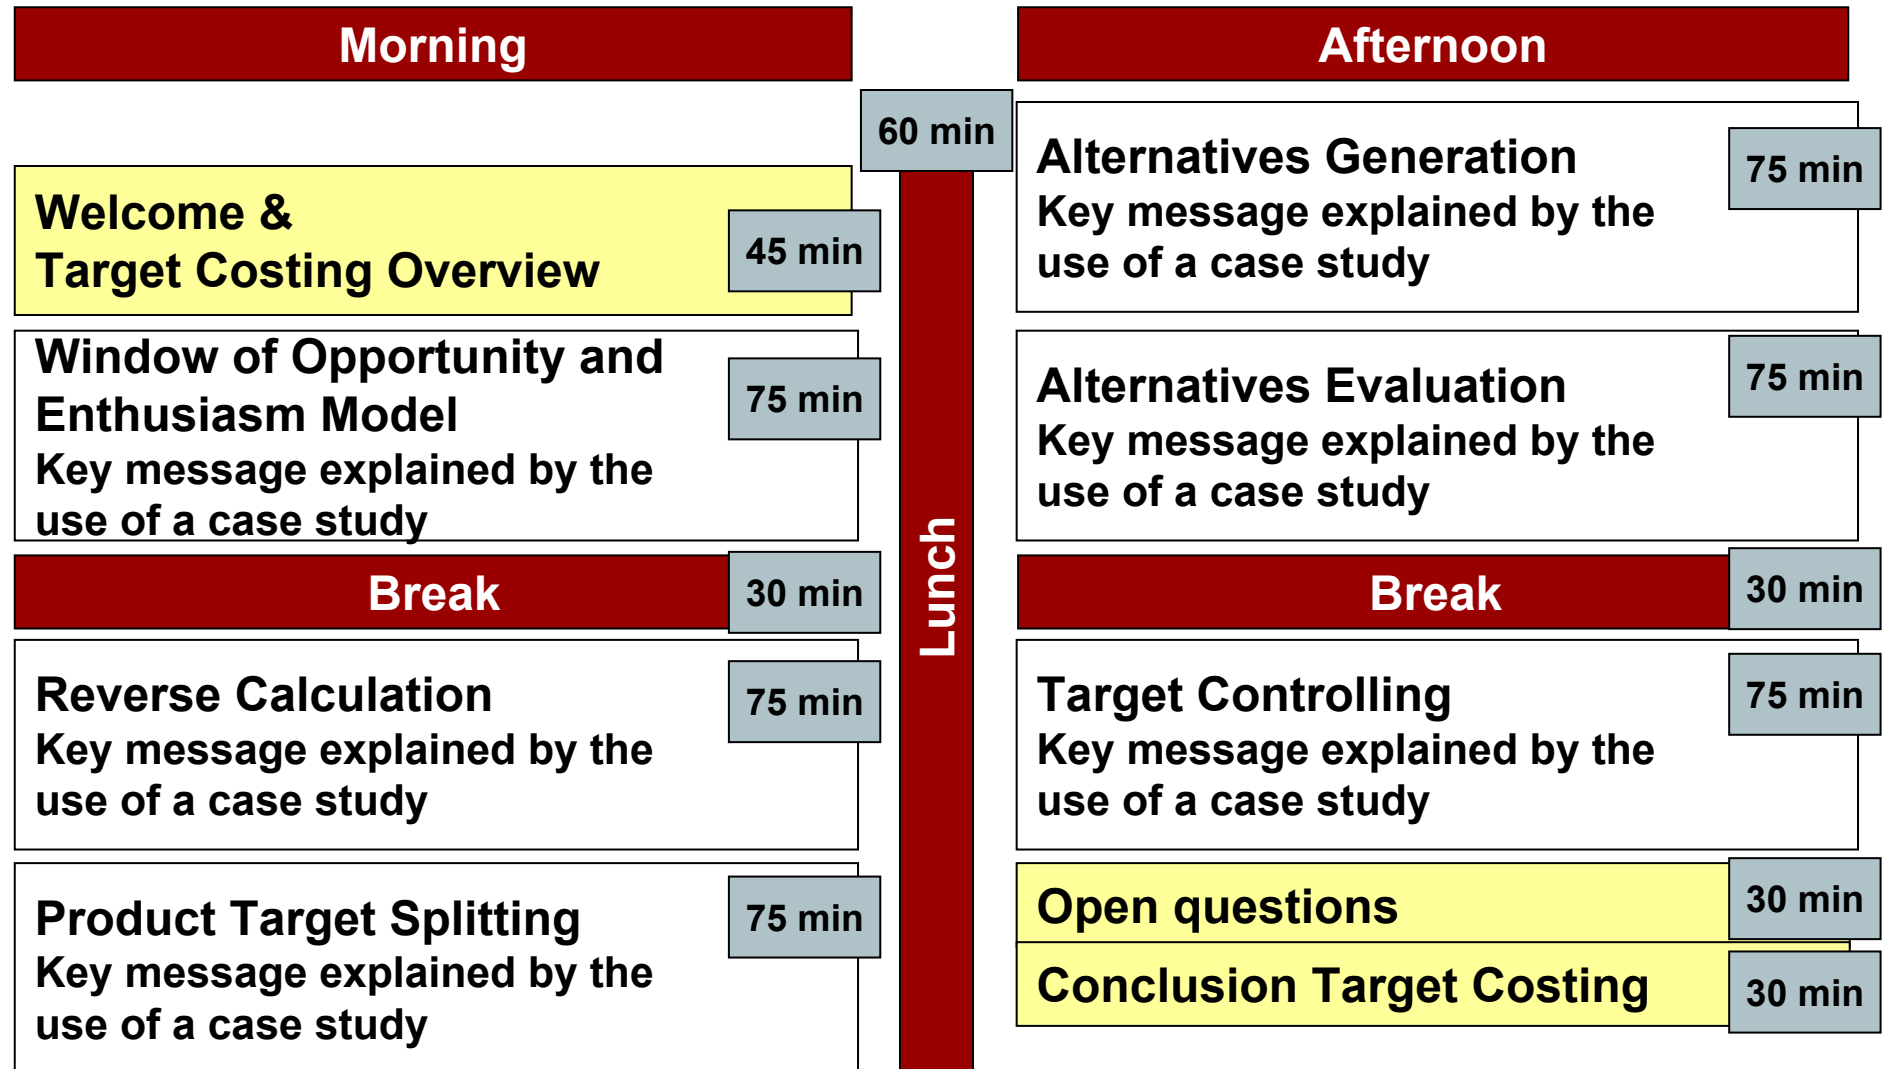 Morning
Welcome &
Target Costing Overview
45 min
Window of Opportunity and
Enthusiasm Model
Key message explained by the
use of a case study
75 min
Break
30 min
Reverse Calculation
Key message explained by the
use of a case study
75 min
Product Target Splitting
Key message explained by the
use of a case study
75 min
60 min
Lunch
Afternoon
Alternatives Generation
Key message explained by the
use of a case study
75 min
Alternatives Evaluation
Key message explained by the
use of a case study
75 min
Break
30 min
Target Controlling
Key message explained by the
use of a case study
75 min
Open questions
30 min
Conclusion Target Costing
30 min